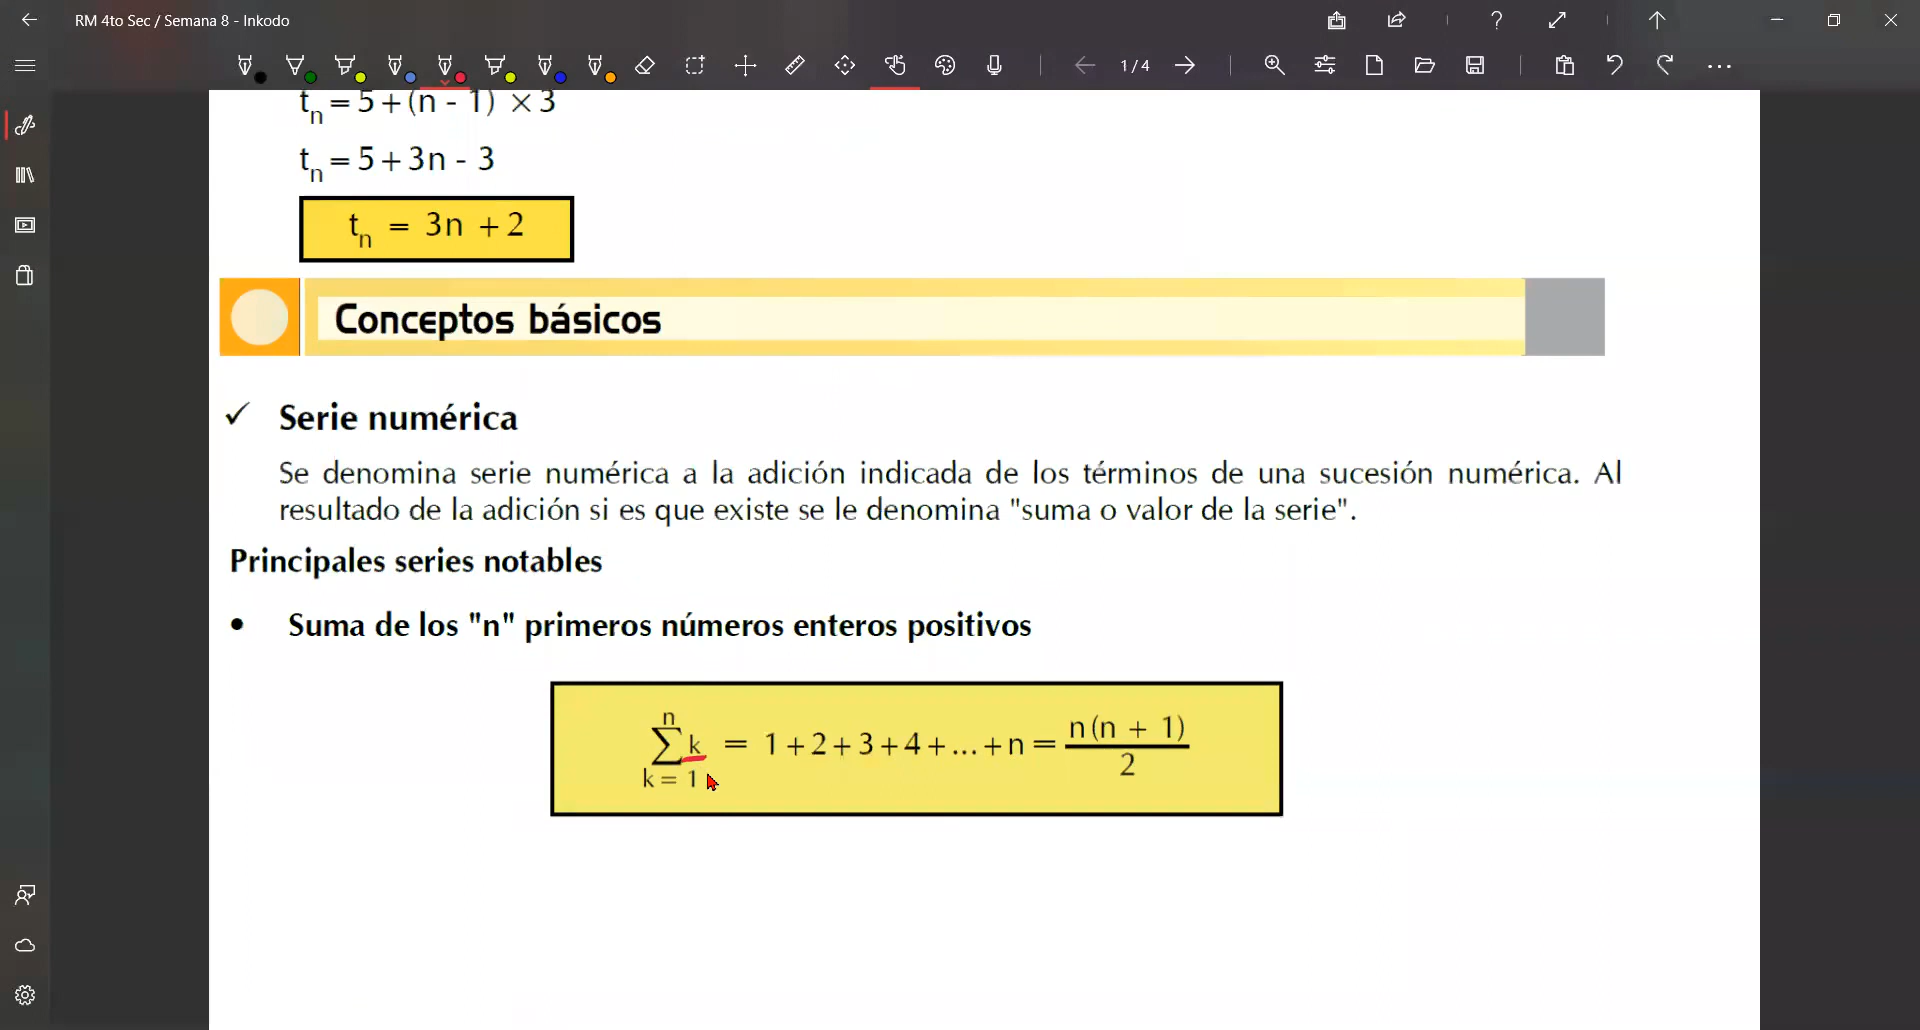 RM 4to Sec / Semana 8 - Inkodo
1 / 4
tn = 5 + (n - 1) × 3
tn = 5 + 3n - 3
tn = 3n + 2
Conceptos básicos
✓ Serie numérica
Se denomina serie numérica a la adición indicada de los términos de una sucesión numérica. Al
resultado de la adición si es que existe se le denomina "suma o valor de la serie".
Principales series notables
• Suma de los "n" primeros números enteros positivos
n
∑ k = 1 + 2 + 3 + 4 + ... + n = n(n + 1)
2
k = 1